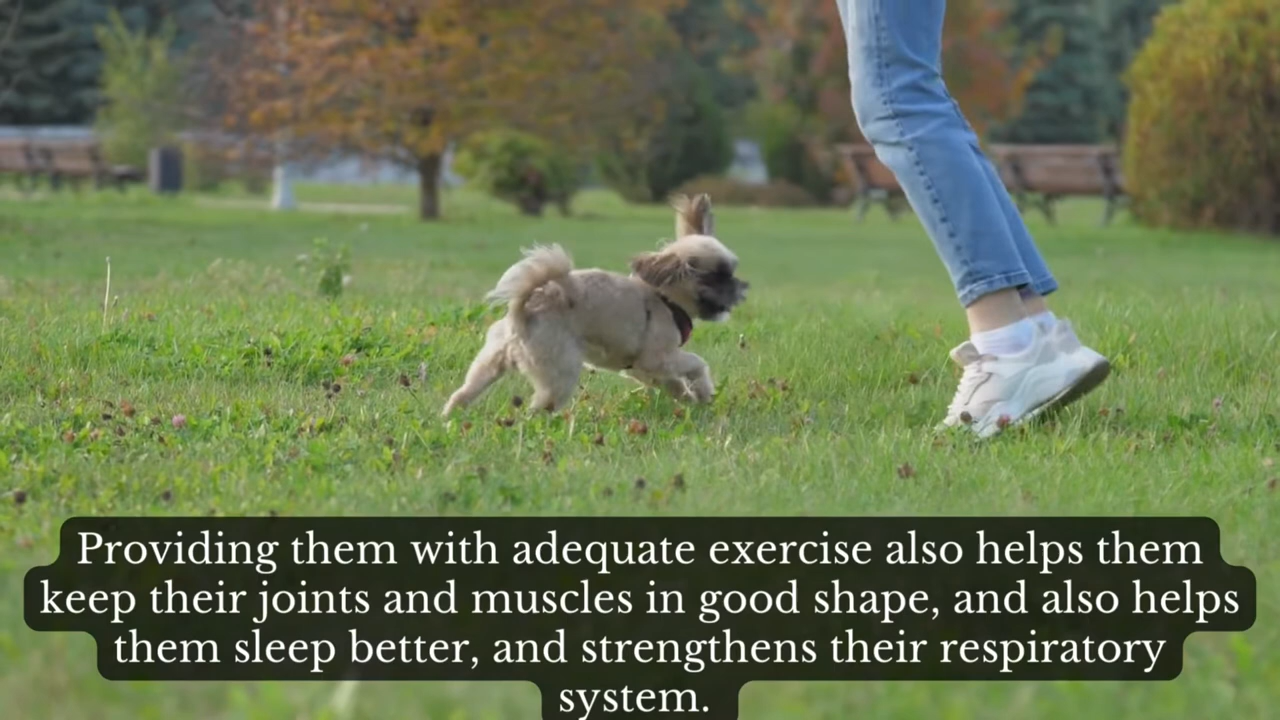 Providing them with adequate exercise also helps them
keep their joints and muscles in good shape, and also helps
them sleep better, and strengthens their respiratory
system.